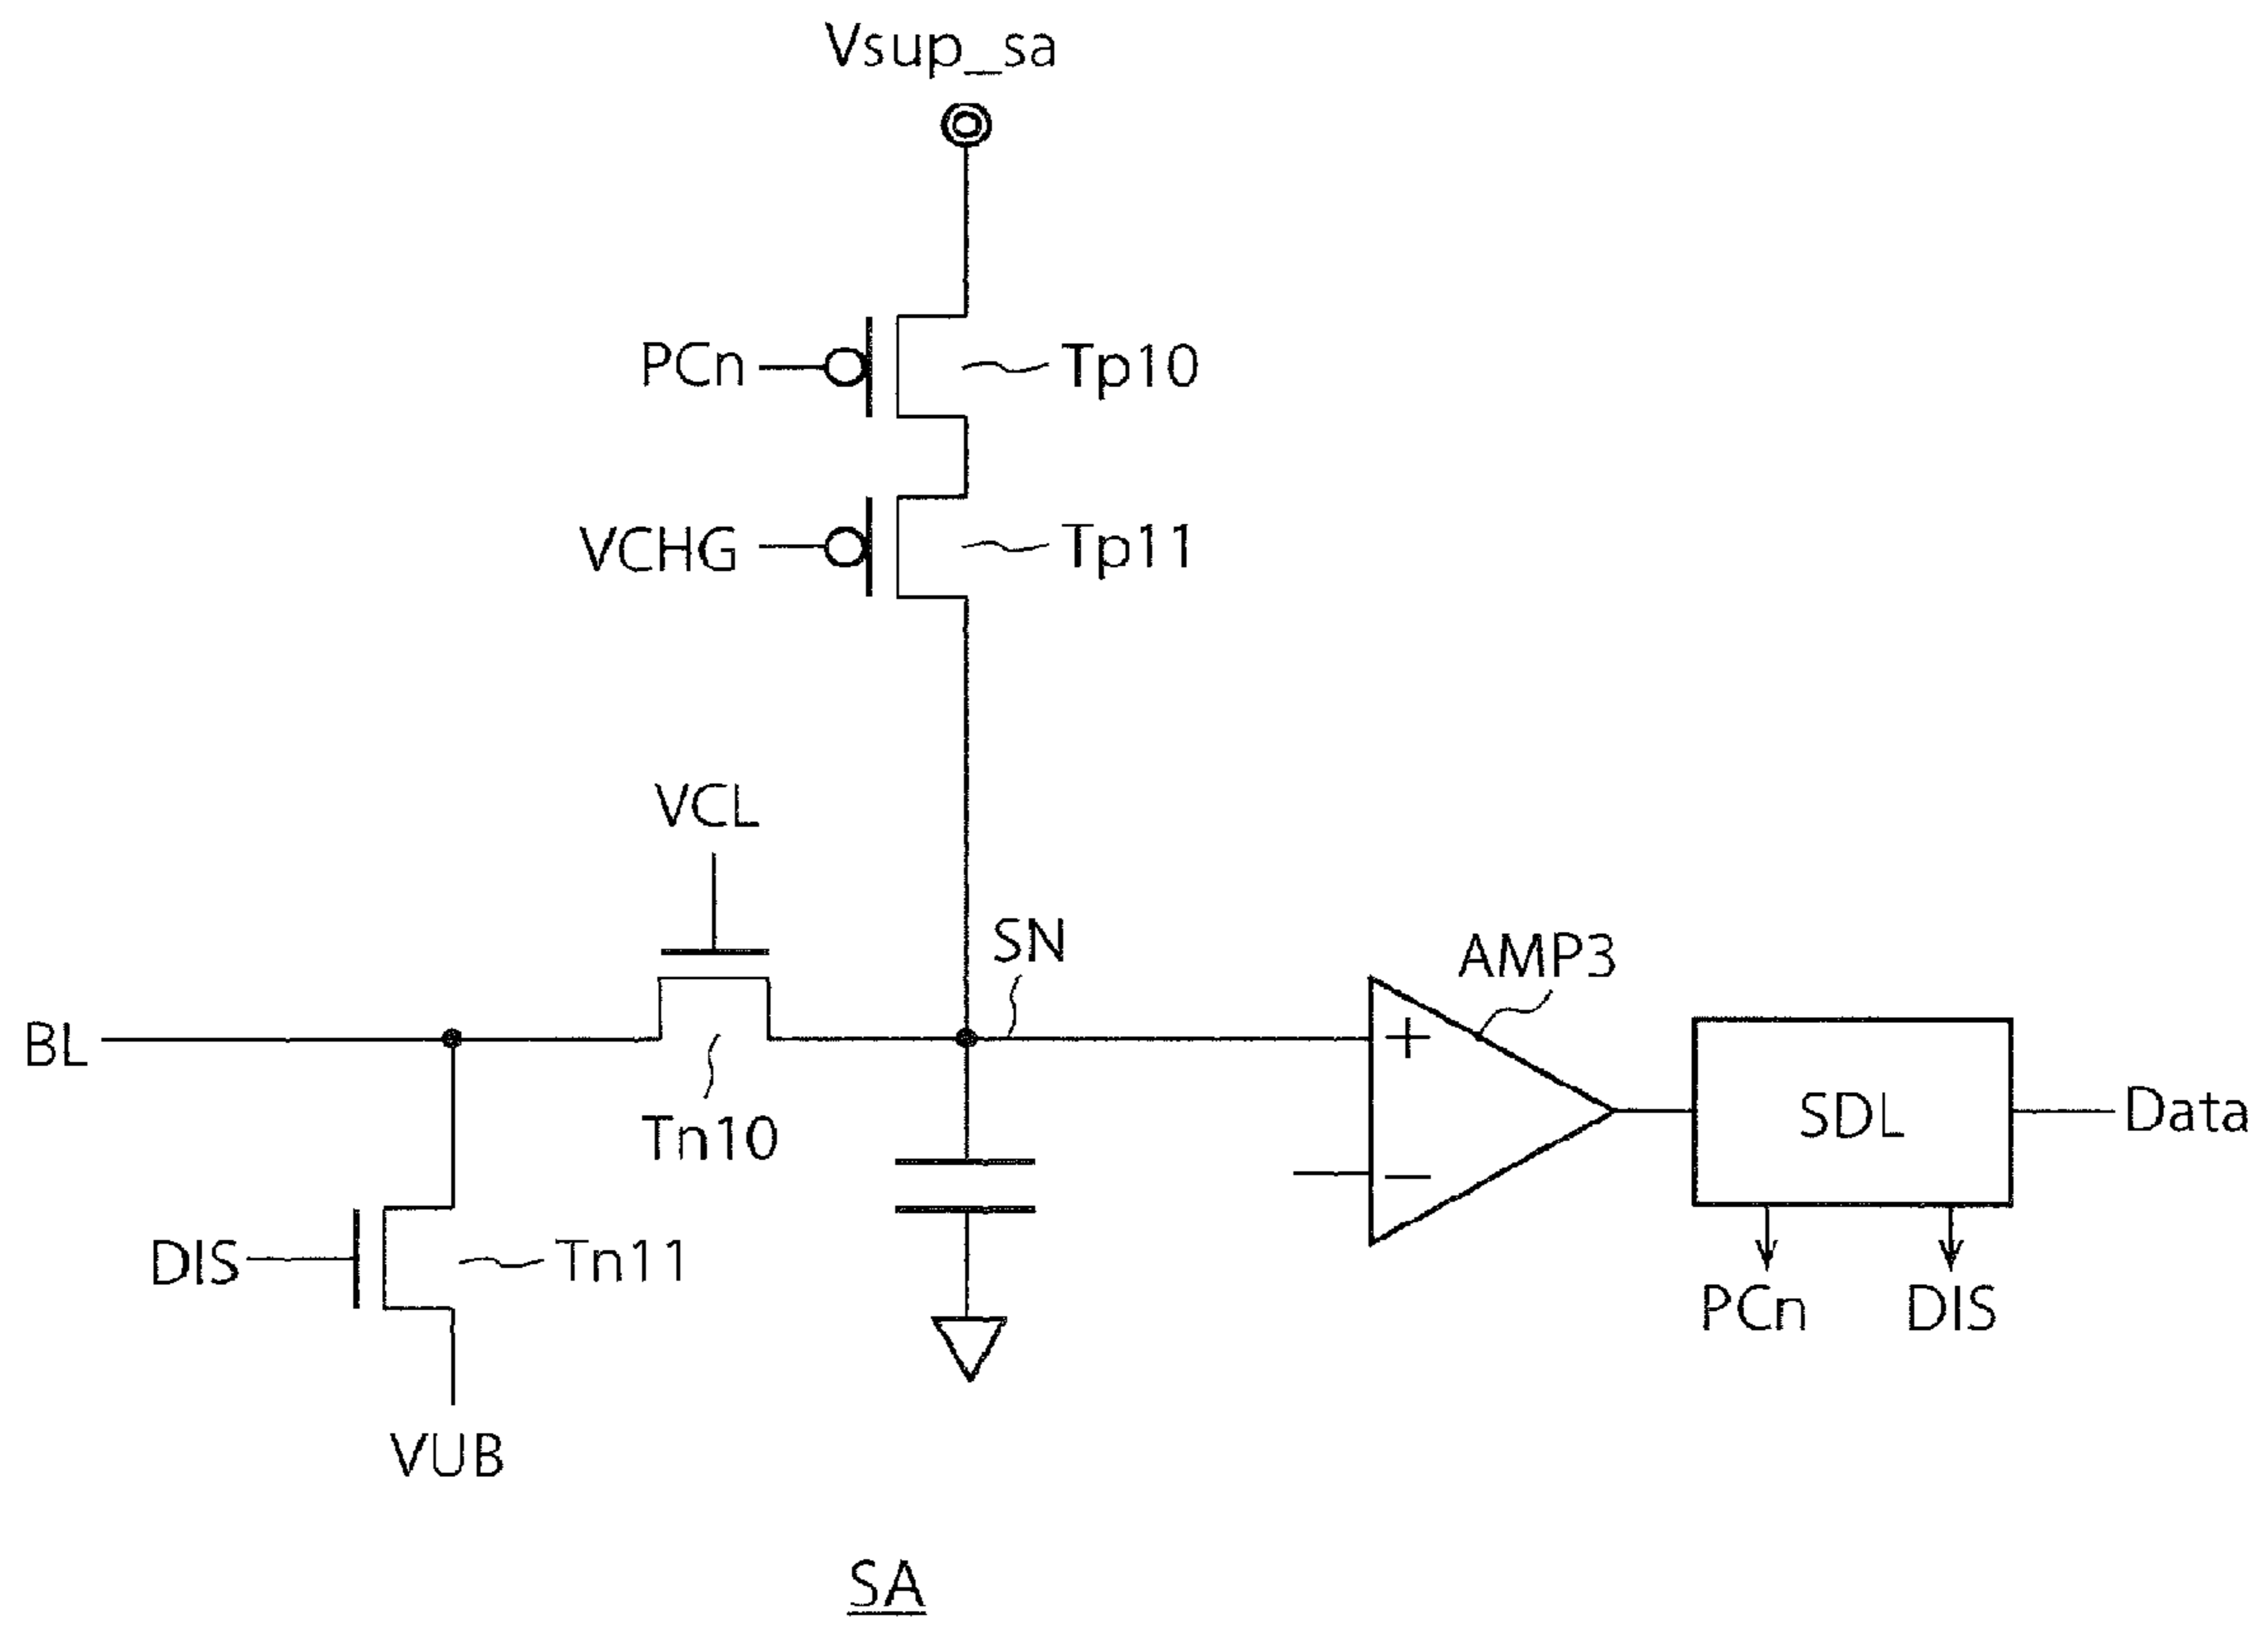 Vsup_sa
PCn
Tp10
VCHG
Tp11
VCL
SN
AMP3
BL
+
SDL
Data
Tn10
−
DIS
Tn11
PCn
DIS
VUB
SA